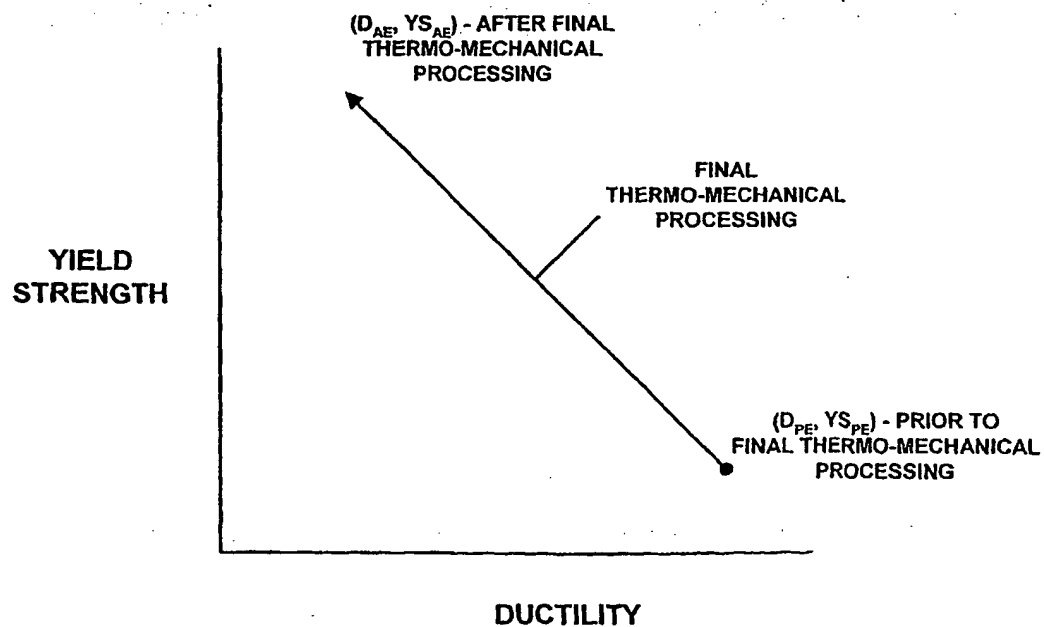 (D_AE, YS_AE) - AFTER FINAL
THERMO-MECHANICAL
PROCESSING
FINAL
THERMO-MECHANICAL
PROCESSING
YIELD
STRENGTH
(D_PE, YS_PE) - PRIOR TO
FINAL THERMO-MECHANICAL
PROCESSING
DUCTILITY